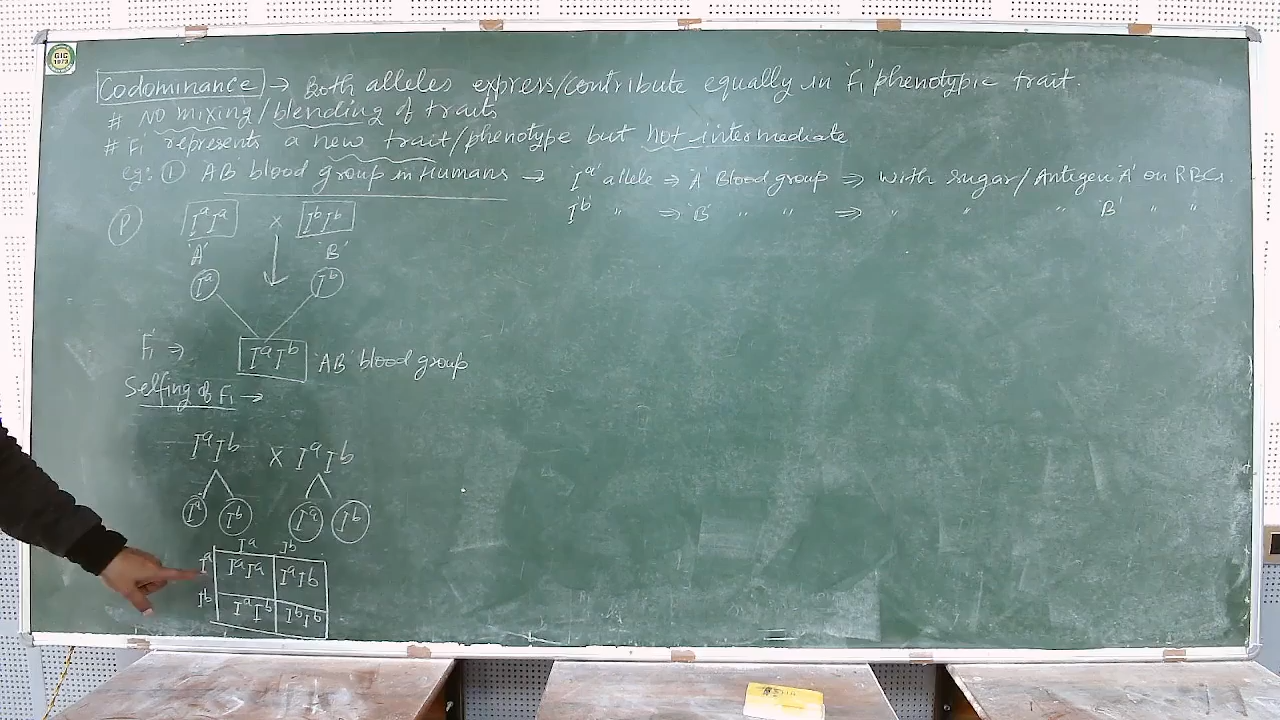 GIC
1973
Codominance → Both alleles express/contribute equally in 'F₁' phenotypic trait.
# No mixing/blending of traits
# 'F₁' represents a new trait/phenotype but not intermediate
eg: ① 'AB' blood group in Humans → Iᵃ allele ⇒ 'A' Blood group ⇒ with sugar/Antigen 'A' on RBCs.
Iᵇ " ⇒ 'B' " " ⇒ " " " 'B' " "
P IᵃIᵃ × IᵇIᵇ
'A' 'B'
Iᵃ Iᵇ
'F₁' ⇒ IᵃIᵇ 'AB' blood group
Selfing of F₁ →
IᵃIᵇ × IᵃIᵇ
Iᵃ Iᵇ Iᵃ Iᵇ
Iᵃ Iᵇ
Iᵃ IᵃIᵃ IᵃIᵇ
Iᵇ IᵃIᵇ IᵇIᵇ